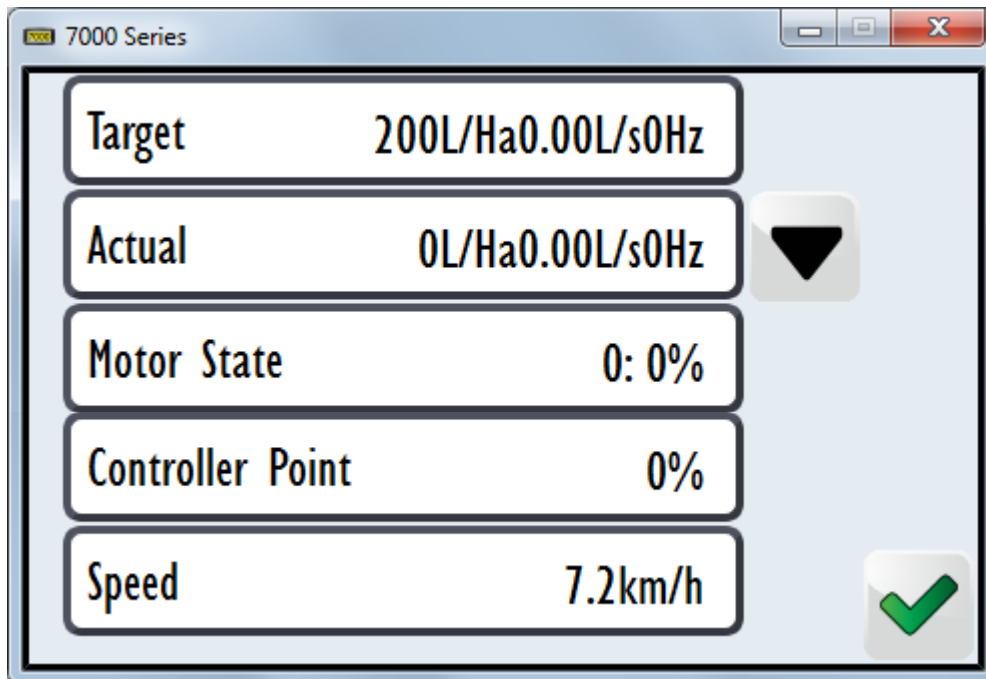 7000 Series
Target 200L/Ha0.00L/s0Hz
Actual 0L/Ha0.00L/s0Hz
Motor State 0: 0%
Controller Point 0%
Speed 7.2km/h